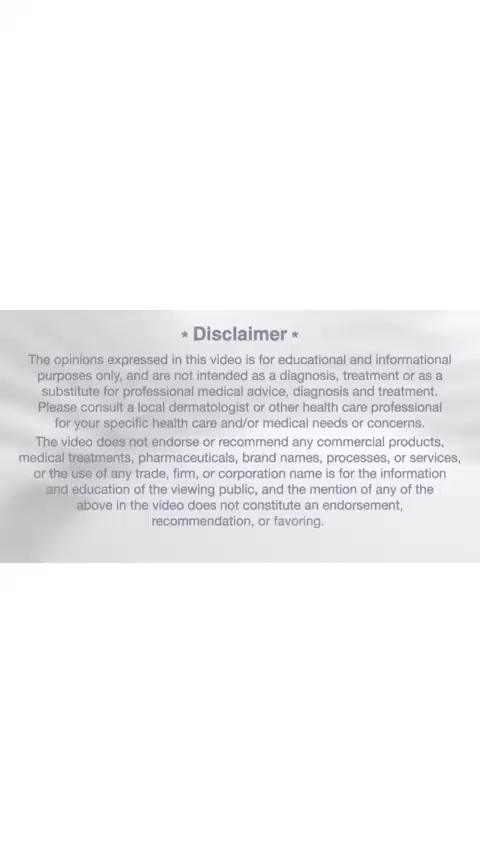 * Disclaimer *
The opinions expressed in this video is for educational and informational
purposes only, and are not intended as a diagnosis, treatment or as a
substitute for professional medical advice, diagnosis and treatment.
Please consult a local dermatologist or other health care professional
for your specific health care and/or medical needs or concerns.
The video does not endorse or recommend any commercial products,
medical treatments, pharmaceuticals, brand names, processes, or services,
or the use of any trade, firm, or corporation name is for the information
and education of the viewing public, and the mention of any of the
above in the video does not constitute an endorsement,
recommendation, or favoring.